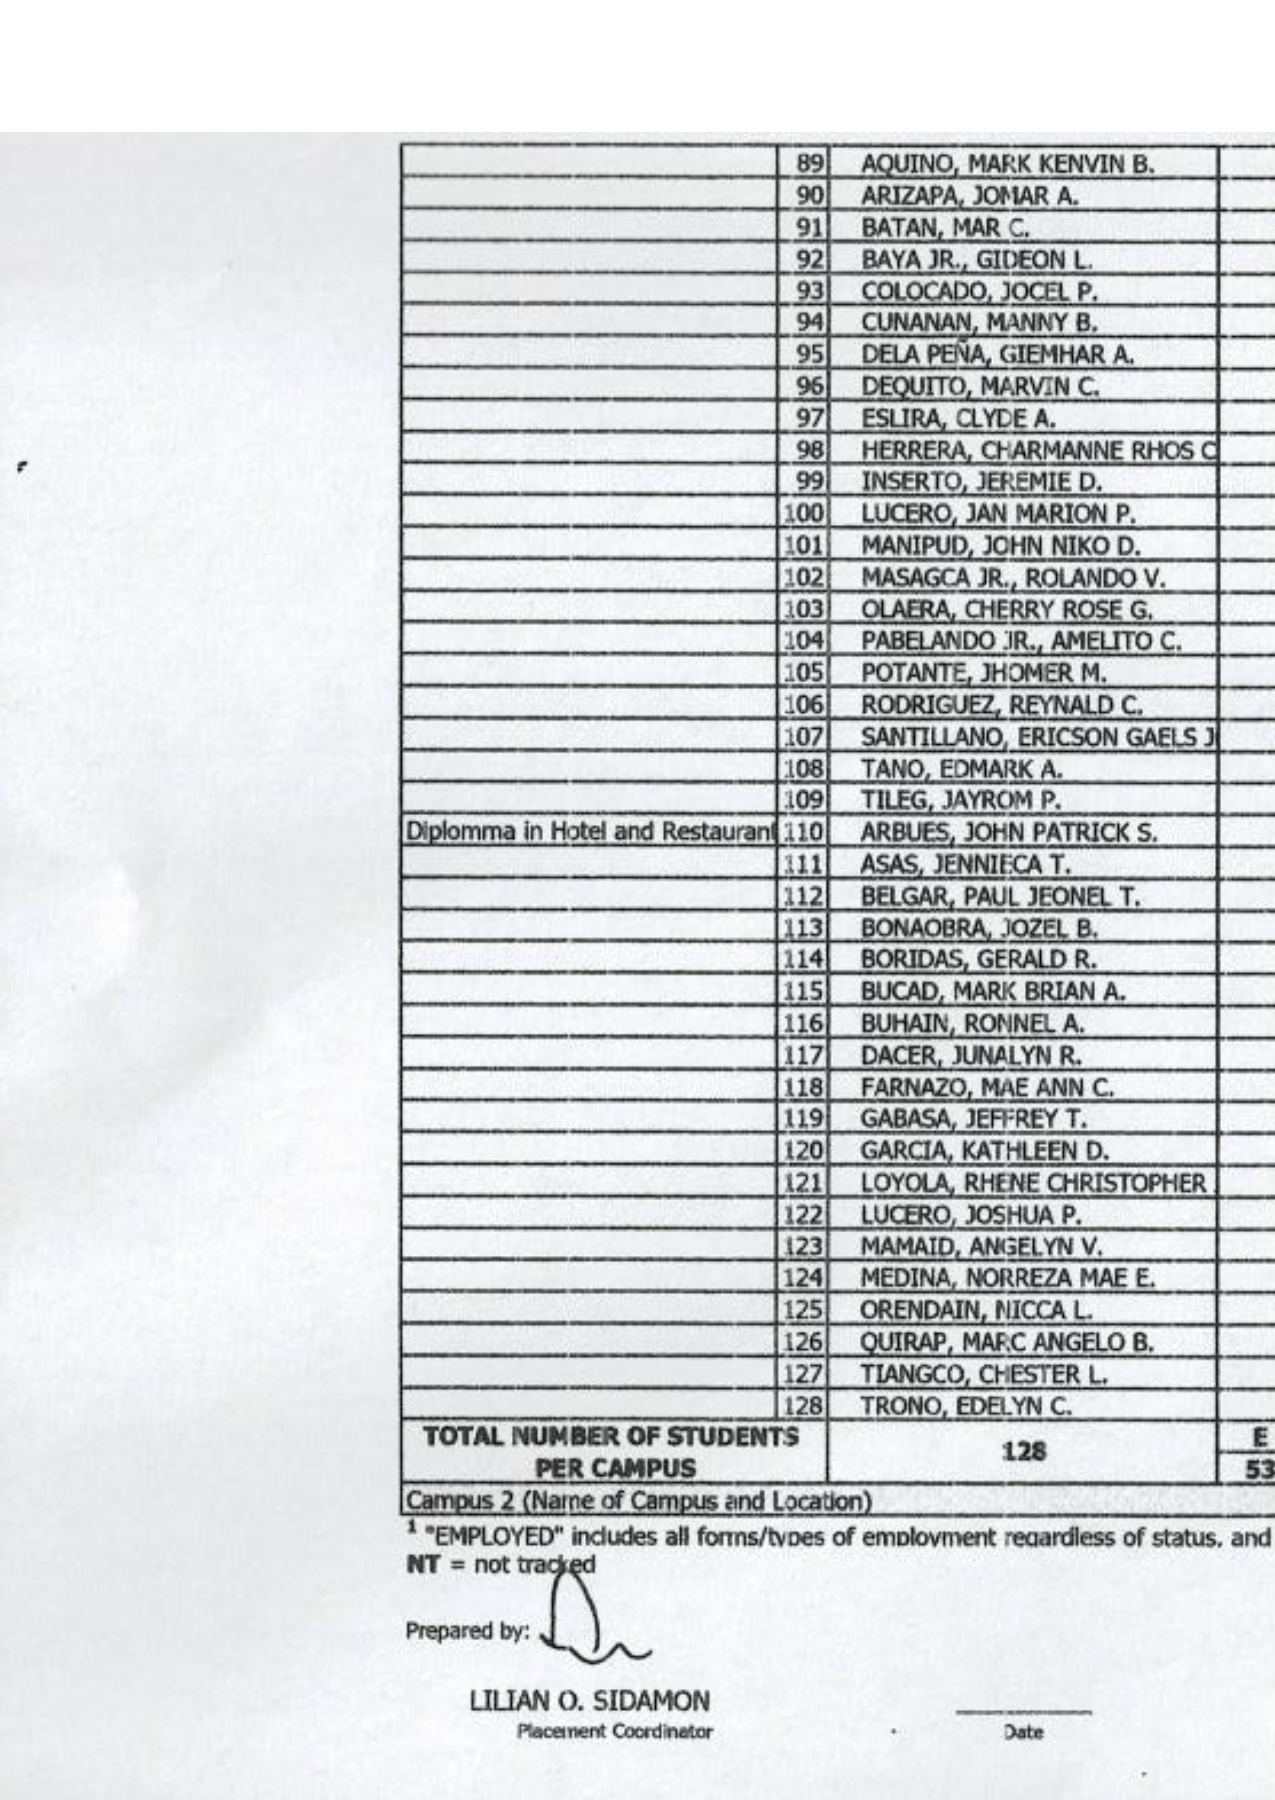 89 AQUINO, MARK KENVIN B.
90 ARIZAPA, JOMAR A.
91 BATAN, MAR C.
92 BAYA JR., GIDEON L.
93 COLOCADO, JOCEL P.
94 CUNANAN, MANNY B.
95 DELA PEÑA, GIEMHAR A.
96 DEQUITO, MARVIN C.
97 ESLIRA, CLYDE A.
98 HERRERA, CHARMANNE RHOS C
99 INSERTO, JEREMIE D.
100 LUCERO, JAN MARION P.
101 MANIPUD, JOHN NIKO D.
102 MASAGCA JR., ROLANDO V.
103 OLAERA, CHERRY ROSE G.
104 PABELANDO JR., AMELITO C.
105 POTANTE, JHOMER M.
106 RODRIGUEZ, REYNALD C.
107 SANTILLANO, ERICSON GAELS J
108 TANO, EDMARK A.
109 TILEG, JAYROM P.
Diplomma in Hotel and Restaurant 110 ARBUES, JOHN PATRICK S.
111 ASAS, JENNIECA T.
112 BELGAR, PAUL JEONEL T.
113 BONAOBRA, JOZEL B.
114 BORIDAS, GERALD R.
115 BUCAD, MARK BRIAN A.
116 BUHAIN, RONNEL A.
117 DACER, JUNALYN R.
118 FARNAZO, MAE ANN C.
119 GABASA, JEFFREY T.
120 GARCIA, KATHLEEN D.
121 LOYOLA, RHENE CHRISTOPHER
122 LUCERO, JOSHUA P.
123 MAMAID, ANGELYN V.
124 MEDINA, NORREZA MAE E.
125 ORENDAIN, NICCA L.
126 QUIRAP, MARC ANGELO B.
127 TIANGCO, CHESTER L.
128 TRONO, EDELYN C.
TOTAL NUMBER OF STUDENTS PER CAMPUS 128 E 53
Campus 2 (Name of Campus and Location)
1 "EMPLOYED" includes all forms/types of employment regardless of status, and
NT = not tracked
Prepared by:
LILIAN O. SIDAMON
Placement Coordinator Date